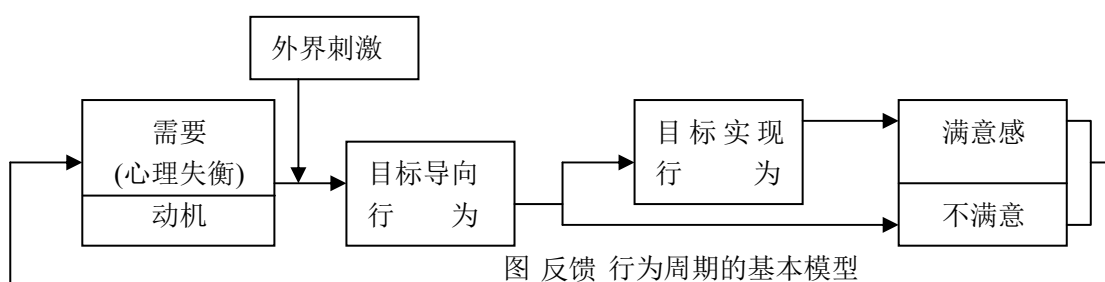 外界刺激
需要
(心理失衡)
动机
目标导向
行 为
目标实现
行 为
满意感
不满意
图 反馈 行为周期的基本模型